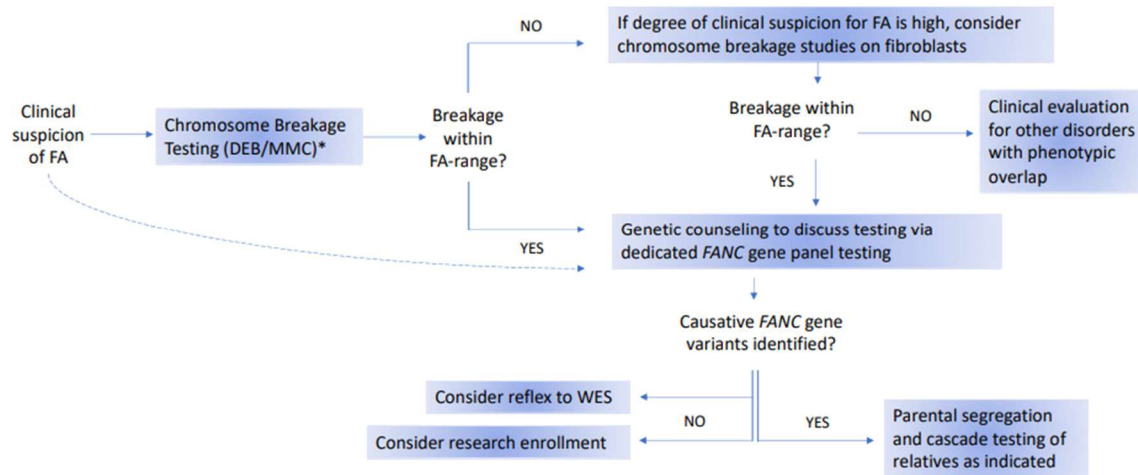 NO
If degree of clinical suspicion for FA is high, consider
chromosome breakage studies on fibroblasts
Clinical
suspicion
of FA
Chromosome Breakage
Testing (DEB/MMC)*
Breakage
within
FA-range?
Breakage within
FA-range?
NO
Clinical evaluation
for other disorders
with phenotypic
overlap
YES
YES
Genetic counseling to discuss testing via
dedicated FANC gene panel testing
Causative FANC gene
variants identified?
Consider reflex to WES
NO
Consider research enrollment
YES
Parental segregation
and cascade testing of
relatives as indicated